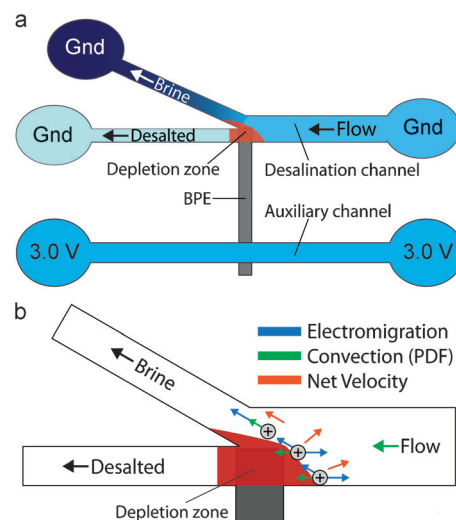 a
Gnd
Brine
Gnd
Desalted
Flow
Gnd
Depletion zone
Desalination channel
BPE
Auxiliary channel
3.0 V
3.0 V
b
Electromigration
Convection (PDF)
Net Velocity
Brine
+
+
+
Flow
Desalted
Depletion zone